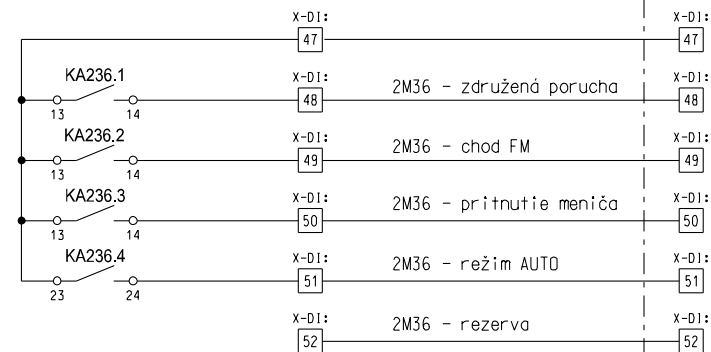 X-DI: X-DI:
47 47
KA236.1 X-DI: 2M36 - združená porucha X-DI:
13 14 48 48
KA236.2 X-DI: 2M36 - chod FM X-DI:
13 14 49 49
KA236.3 X-DI: 2M36 - pritnutie meniča X-DI:
13 14 50 50
KA236.4 X-DI: 2M36 - režim AUTO X-DI:
23 24 51 51
X-DI: 2M36 - rezerva X-DI:
52 52